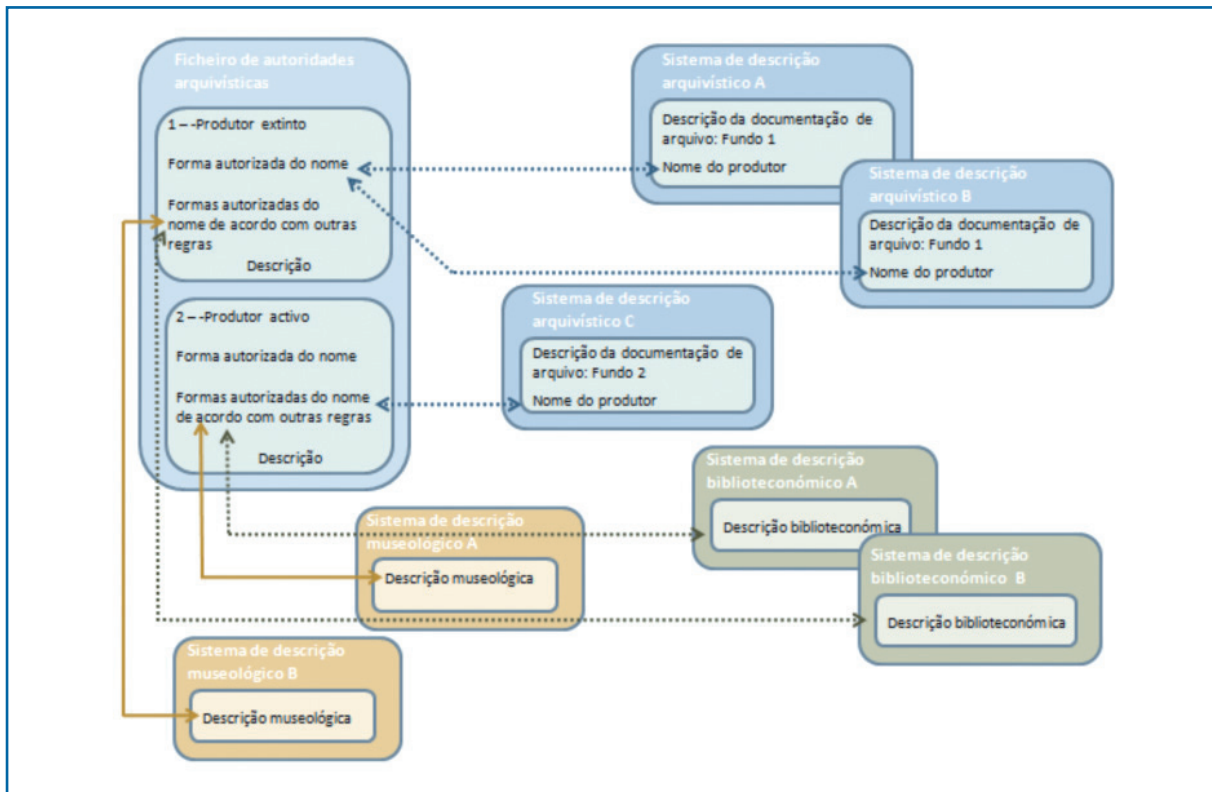 Ficheiro de autoridades
arquivísticas
1 – -Produtor extinto
Forma autorizada do nome
Formas autorizadas do
nome de acordo com outras
regras
Descrição
2 – -Produtor activo
Forma autorizada do nome
Formas autorizadas do nome
de acordo com outras regras
Descrição
Sistema de descrição
arquivístico A
Descrição da documentação de
arquivo: Fundo 1
Nome do produtor
Sistema de descrição
arquivístico B
Descrição da documentação de
arquivo: Fundo 1
Nome do produtor
Sistema de descrição
arquivístico C
Descrição da documentação de
arquivo: Fundo 2
Nome do produtor
Sistema de descrição
biblioteconómico A
Descrição biblioteconómica
Sistema de descrição
biblioteconómico B
Descrição biblioteconómica
Sistema de descrição
museológico A
Descrição museológica
Sistema de descrição
museológico B
Descrição museológica